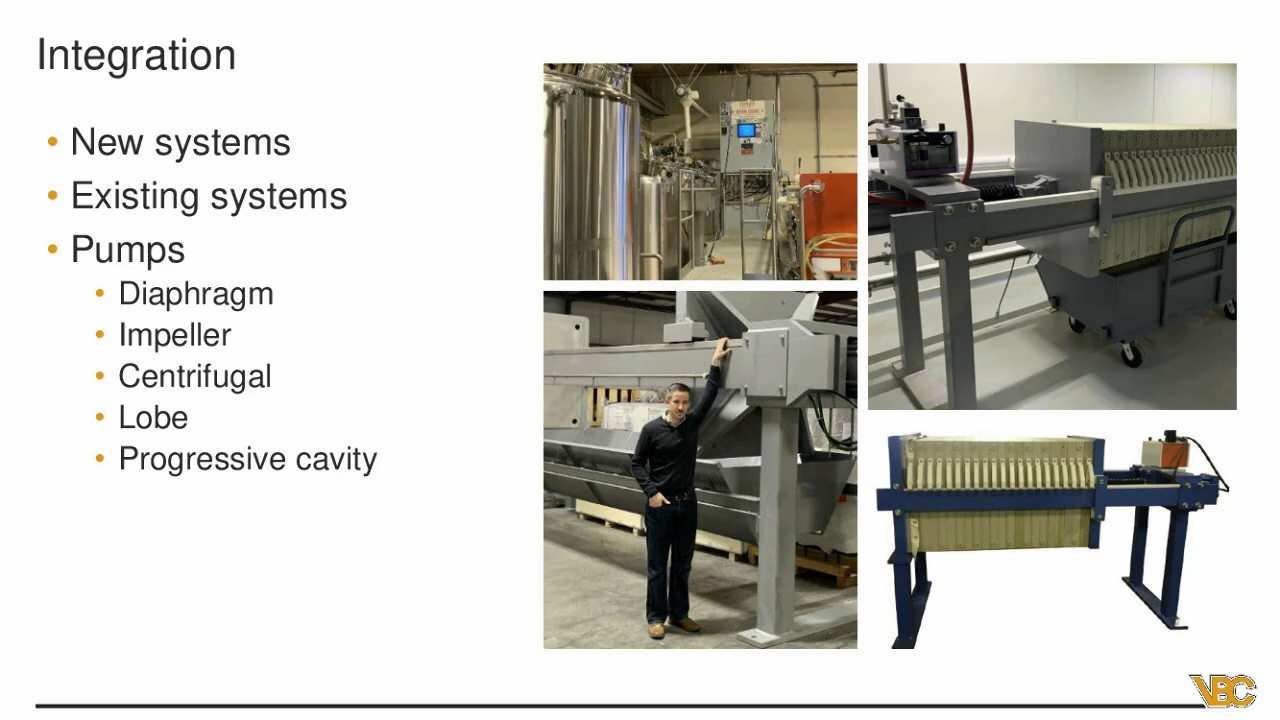 Integration
• New systems
• Existing systems
• Pumps
• Diaphragm
• Impeller
• Centrifugal
• Lobe
• Progressive cavity
VBC